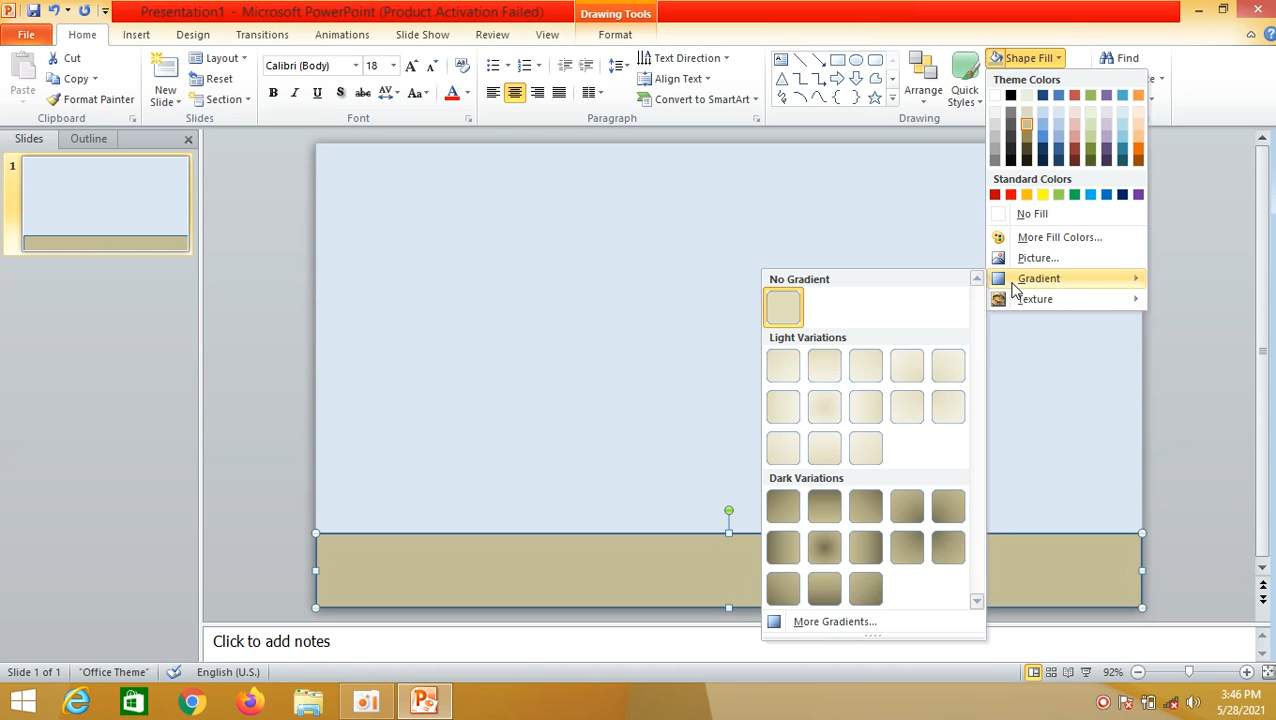 Presentation1 - Microsoft PowerPoint (Product Activation Failed)
Drawing Tools
File
Home
Insert
Design
Transitions
Animations
Slide Show
Review
View
Format
Paste
Cut
Copy
Format Painter
Clipboard
New
Slide
Layout
Reset
Section
Slides
Calibri (Body)
18
B I U S abc AV Aa A
Font
Text Direction
Align Text
Convert to SmartArt
Paragraph
Arrange
Quick
Styles
Drawing
Shape Fill
Find
Theme Colors
Standard Colors
No Fill
More Fill Colors...
Picture...
Gradient
Texture
No Gradient
Light Variations
Dark Variations
More Gradients...
Slides
Outline
1
Click to add notes
Slide 1 of 1
"Office Theme"
English (U.S.)
92%
3:46 PM
5/28/2021